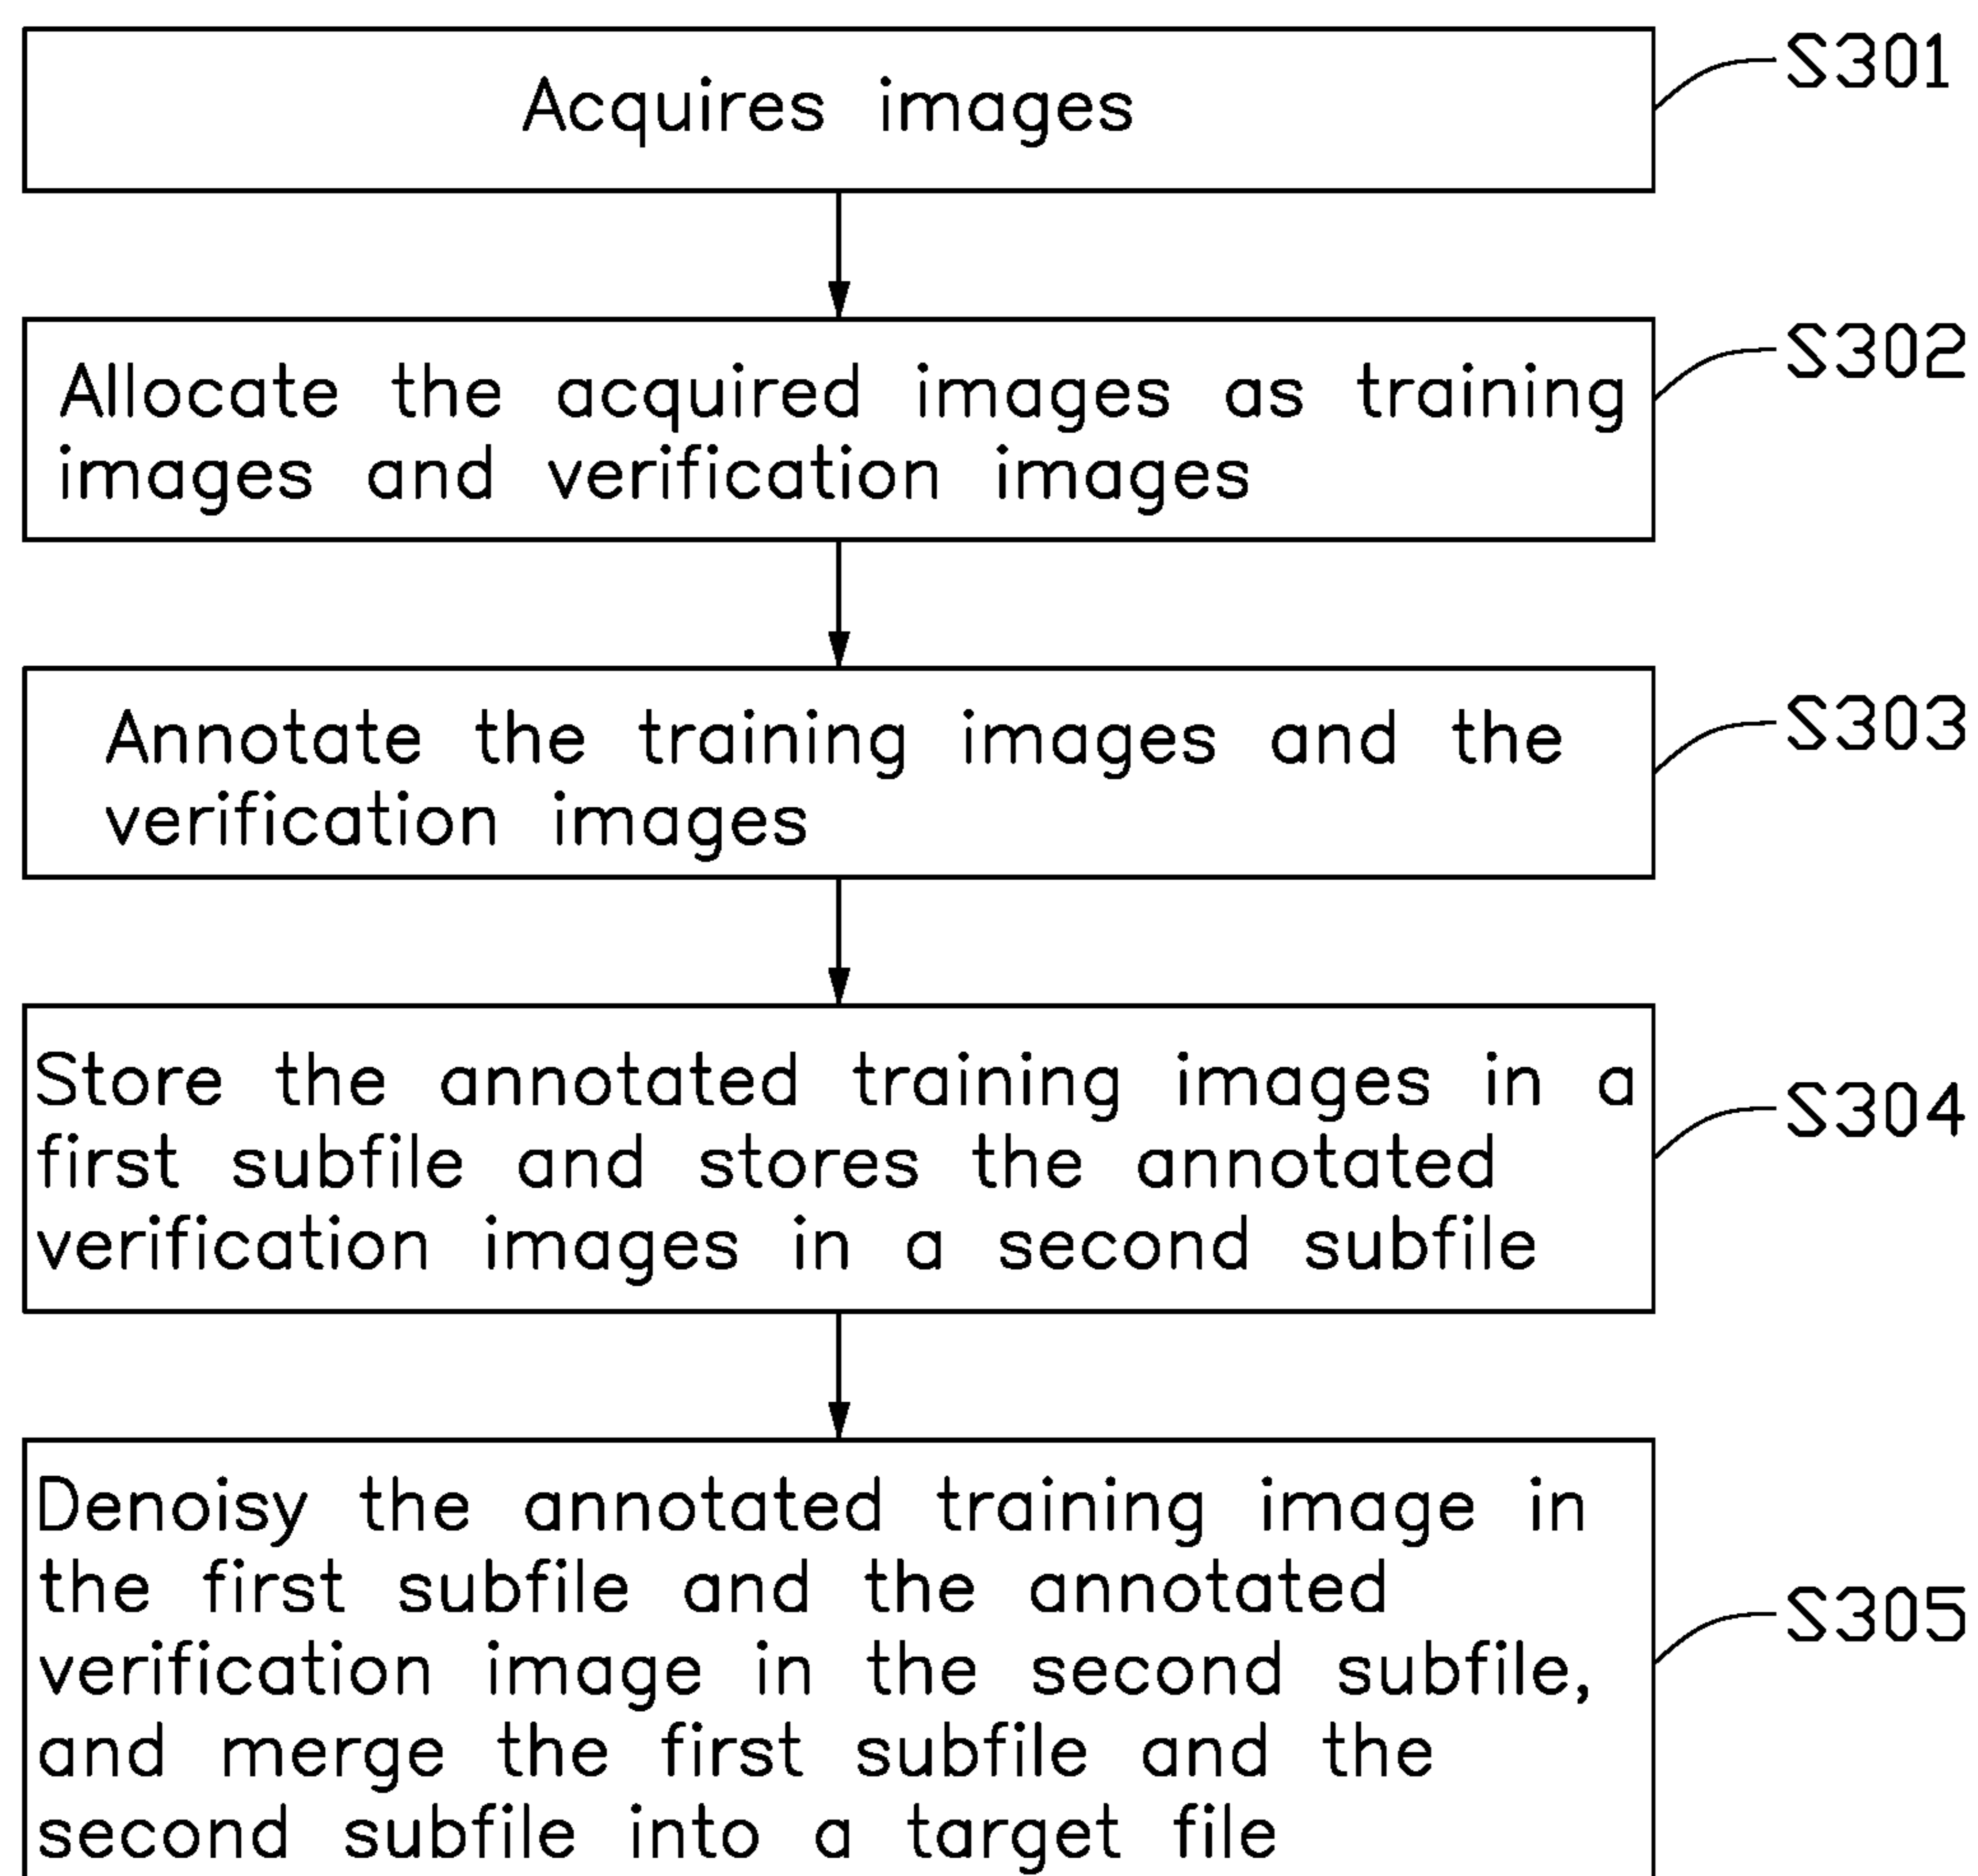 Acquires images
S301
Allocate the acquired images as training
images and verification images
S302
Annotate the training images and the
verification images
S303
Store the annotated training images in a
first subfile and stores the annotated
verification images in a second subfile
S304
Denoisy the annotated training image in
the first subfile and the annotated
verification image in the second subfile,
and merge the first subfile and the
second subfile into a target file
S305